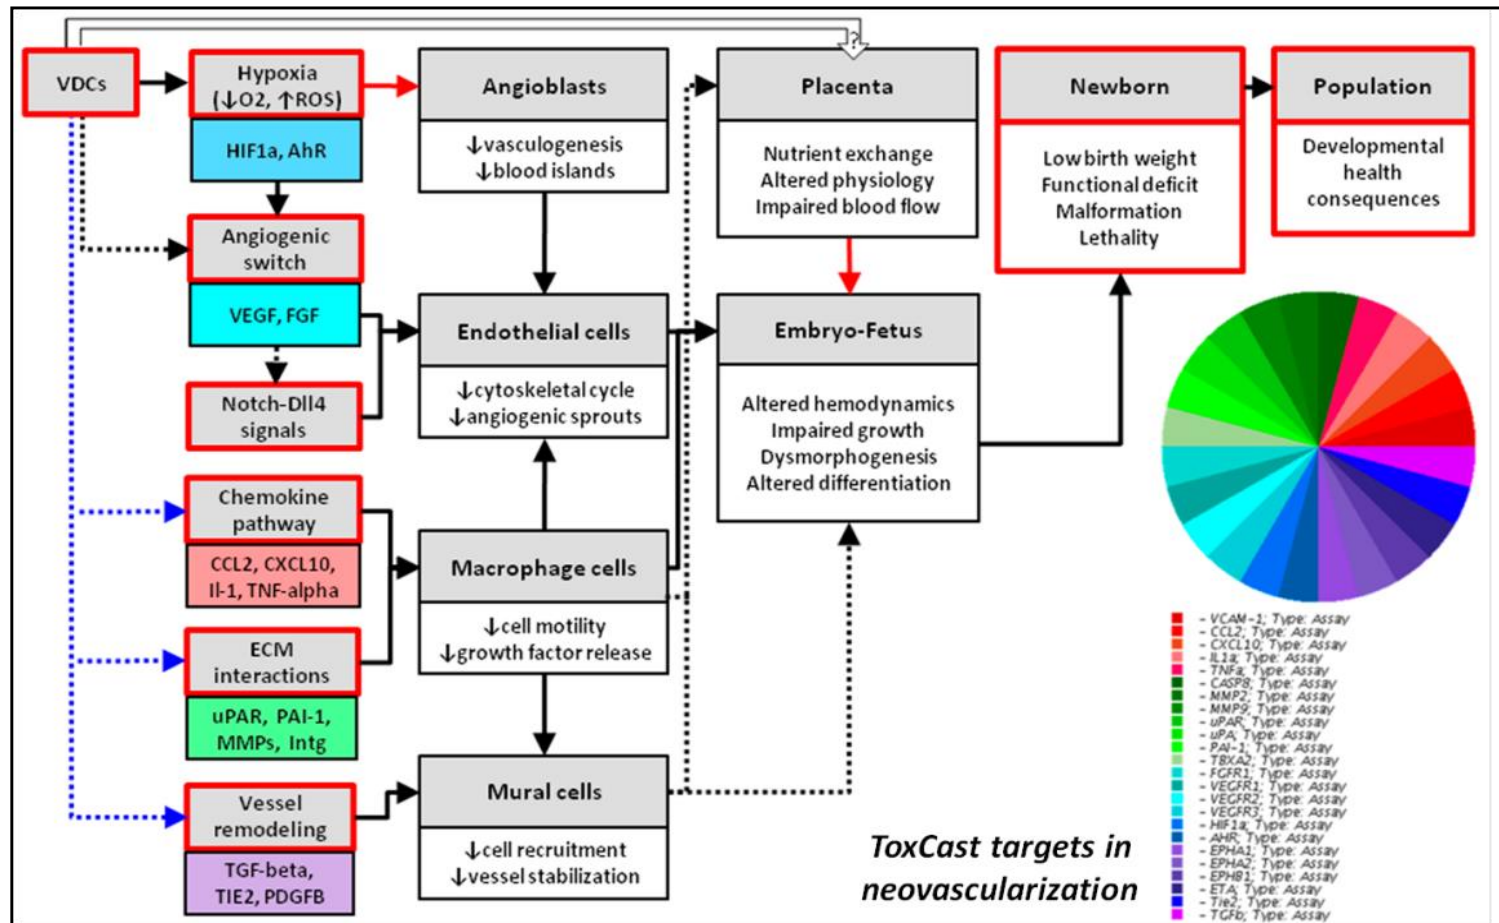 ?
VDCs
Hypoxia
(↓O2, ↑ROS)
HIF1a, AhR
Angiogenic
switch
VEGF, FGF
Notch-Dll4
signals
Chemokine
pathway
CCL2, CXCL10,
Il-1, TNF-alpha
ECM
interactions
uPAR, PAI-1,
MMPs, Intg
Vessel
remodeling
TGF-beta,
TIE2, PDGFB
Angioblasts
↓vasculogenesis
↓blood islands
Endothelial cells
↓cytoskeletal cycle
↓angiogenic sprouts
Macrophage cells
↓cell motility
↓growth factor release
Mural cells
↓cell recruitment
↓vessel stabilization
Placenta
Nutrient exchange
Altered physiology
Impaired blood flow
Embryo-Fetus
Altered hemodynamics
Impaired growth
Dysmorphogenesis
Altered differentiation
Newborn
Low birth weight
Functional deficit
Malformation
Lethality
Population
Developmental
health
consequences
ToxCast targets in
neovascularization
- VCAM-1; Type: Assay
- CCL2; Type: Assay
- CXCL10; Type: Assay
- IL1a; Type: Assay
- TNFa; Type: Assay
- CASP8; Type: Assay
- MMP2; Type: Assay
- MMP9; Type: Assay
- uPAR; Type: Assay
- uPA; Type: Assay
- PAI-1; Type: Assay
- TBXA2; Type: Assay
- FGFR1; Type: Assay
- VEGFR1; Type: Assay
- VEGFR2; Type: Assay
- VEGFR3; Type: Assay
- HIF1a; Type: Assay
- AHR; Type: Assay
- EPHA1; Type: Assay
- EPHA2; Type: Assay
- EPHB1; Type: Assay
- ETA; Type: Assay
- Tie2; Type: Assay
- TGFb; Type: Assay